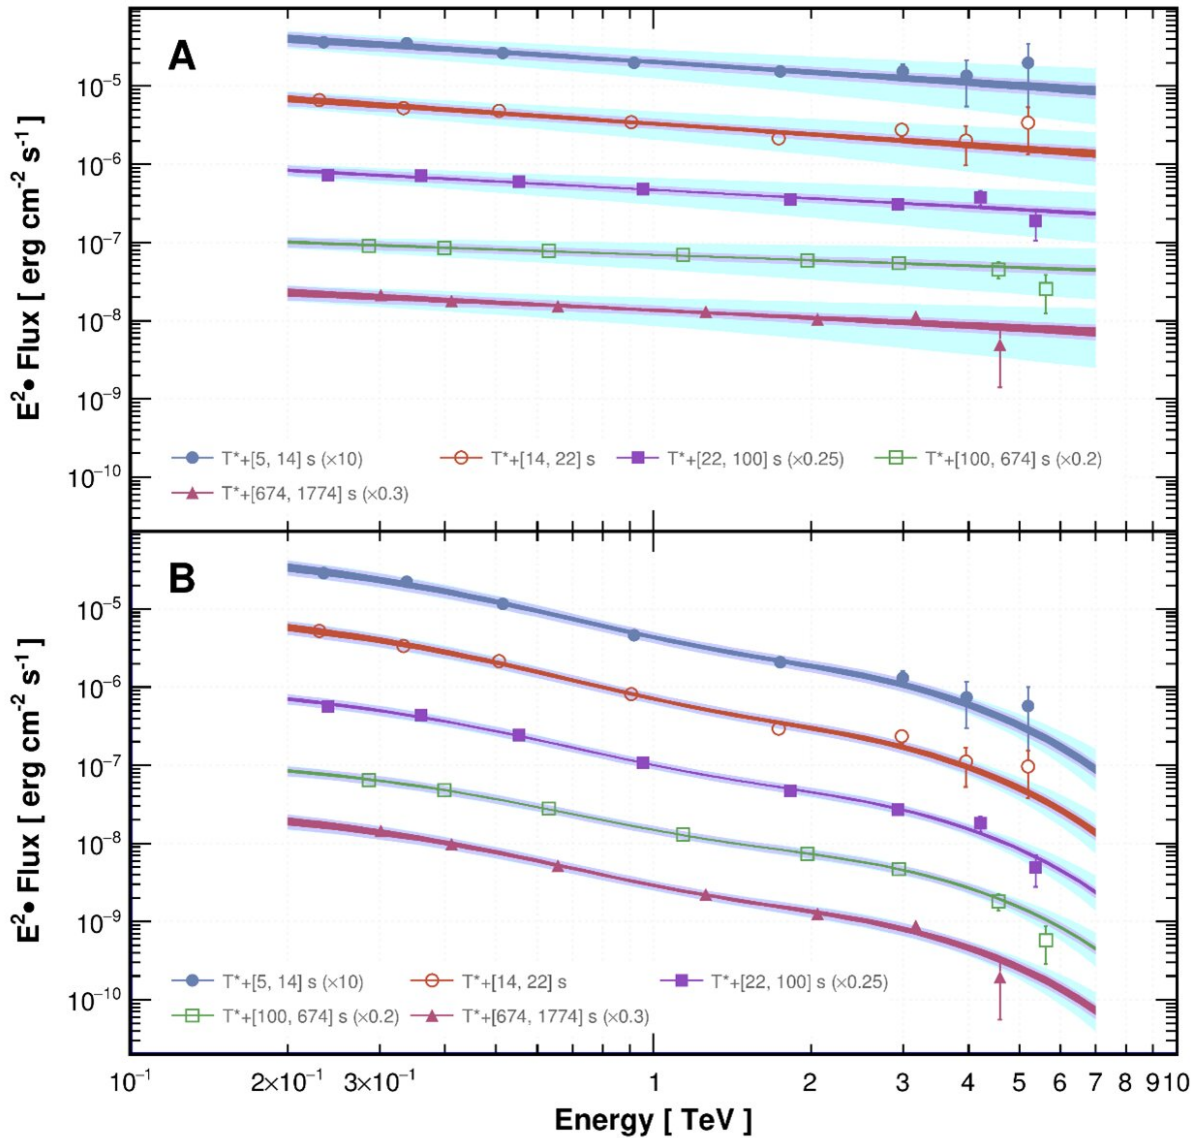 A
10⁻⁵
10⁻⁶
10⁻⁷
10⁻⁸
10⁻⁹
10⁻¹⁰
E²• Flux [ erg cm⁻² s⁻¹ ]
T*+[5, 14] s (×10) T*+[14, 22] s T*+[22, 100] s (×0.25) T*+[100, 674] s (×0.2)
T*+[674, 1774] s (×0.3)
B
10⁻⁵
10⁻⁶
10⁻⁷
10⁻⁸
10⁻⁹
10⁻¹⁰
E²• Flux [ erg cm⁻² s⁻¹ ]
T*+[5, 14] s (×10) T*+[14, 22] s T*+[22, 100] s (×0.25)
T*+[100, 674] s (×0.2) T*+[674, 1774] s (×0.3)
10⁻¹ 2×10⁻¹ 3×10⁻¹ 1 2 3 4 5 6 7 8 9 10
Energy [ TeV ]